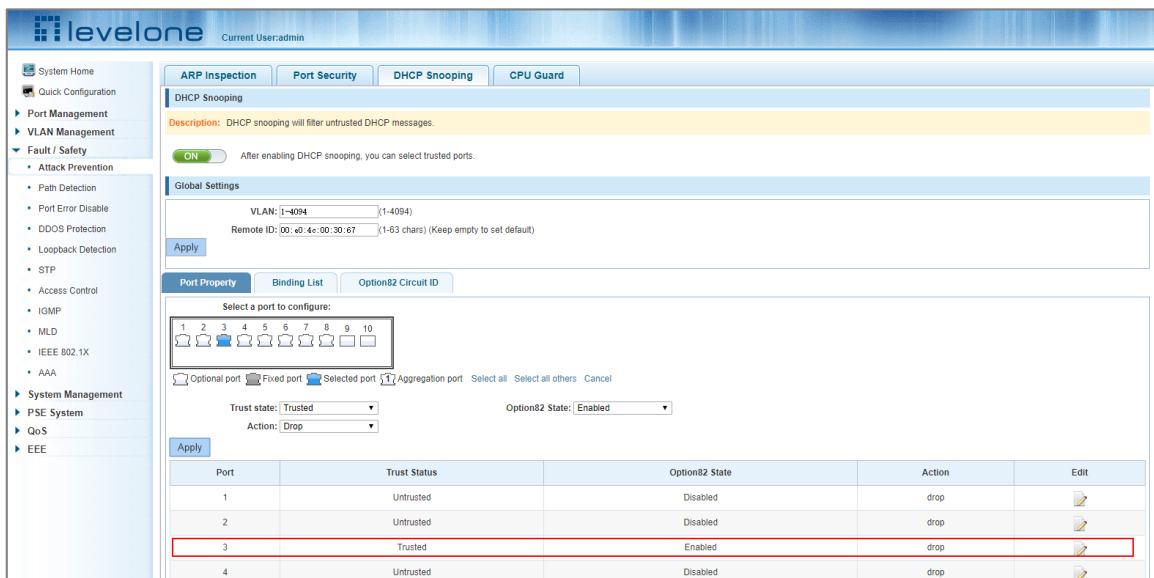 levelone Current User:admin
System Home
Quick Configuration
Port Management
VLAN Management
Fault / Safety
Attack Prevention
Path Detection
Port Error Disable
DDOS Protection
Loopback Detection
STP
Access Control
IGMP
MLD
IEEE 802.1X
AAA
System Management
PSE System
QoS
EEE
ARP Inspection Port Security DHCP Snooping CPU Guard
DHCP Snooping
Description: DHCP snooping will filter untrusted DHCP messages.
ON After enabling DHCP snooping, you can select trusted ports.
Global Settings
VLAN: 1-4094 (1-4094)
Remote ID: 00:e0:4c:00:30:67 (1-63 chars) (Keep empty to set default)
Apply
Port Property Binding List Option82 Circuit ID
Select a port to configure:
1 2 3 4 5 6 7 8 9 10
Optional port Fixed port Selected port 1 Aggregation port Select all Select all others Cancel
Trust state: Trusted Option82 State: Enabled
Action: Drop
Apply
Port Trust Status Option82 State Action Edit
1 Untrusted Disabled drop
2 Untrusted Disabled drop
3 Trusted Enabled drop
4 Untrusted Disabled drop